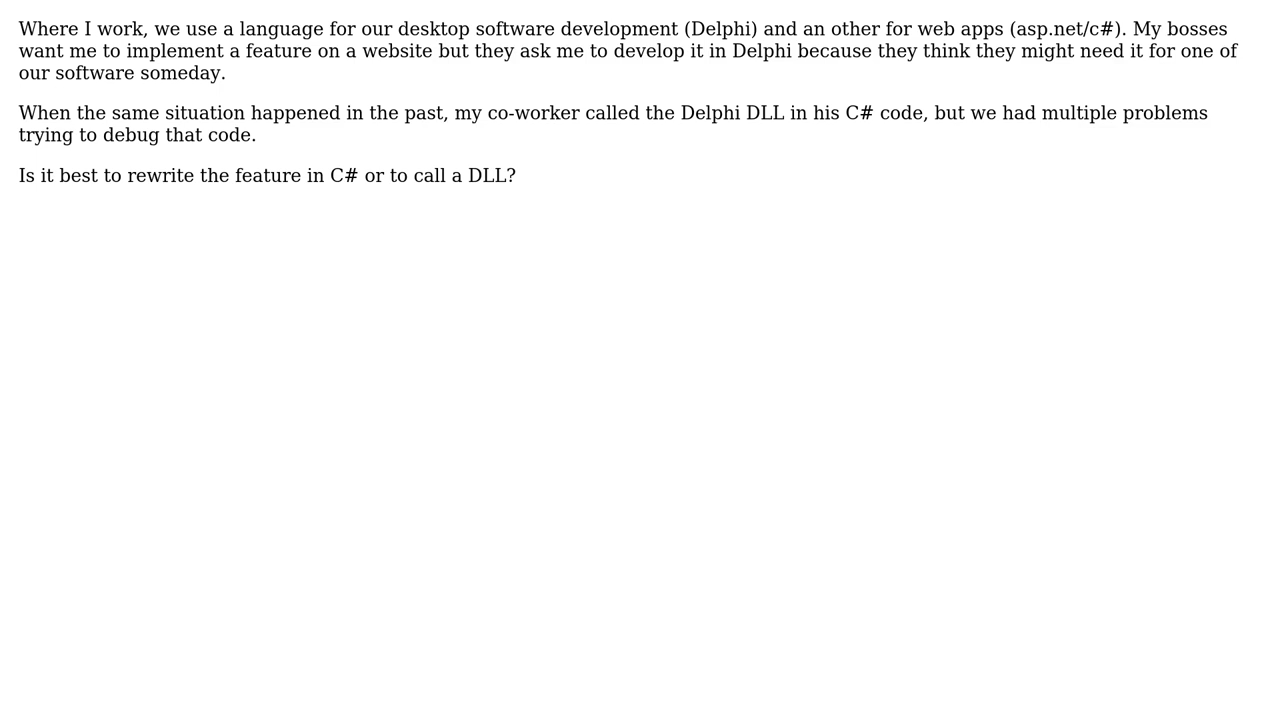 Where I work, we use a language for our desktop software development (Delphi) and an other for web apps (asp.net/c#). My bosses
want me to implement a feature on a website but they ask me to develop it in Delphi because they think they might need it for one of
our software someday.
When the same situation happened in the past, my co-worker called the Delphi DLL in his C# code, but we had multiple problems
trying to debug that code.
Is it best to rewrite the feature in C# or to call a DLL?